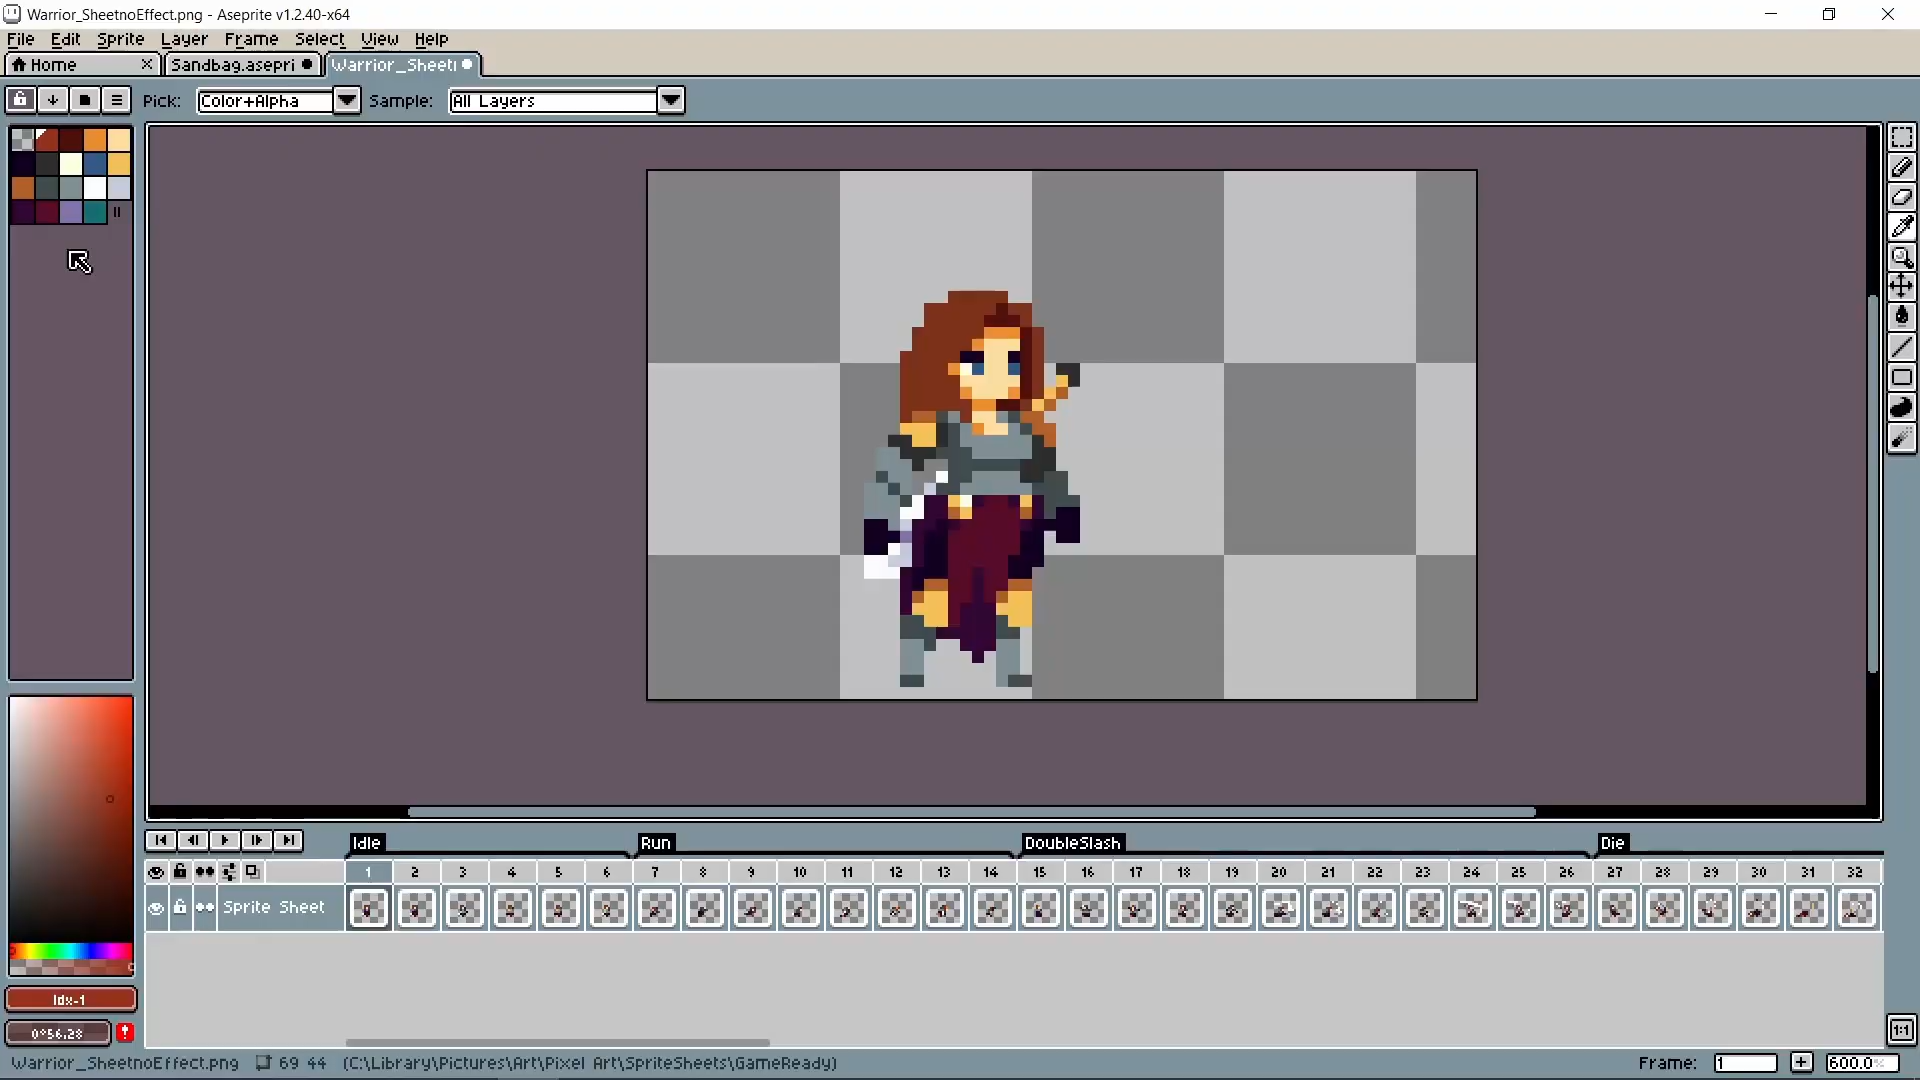 Warrior_SheetnoEffect.png - Aseprite v1.2.40-x64
File Edit Sprite Layer Frame Select View Help
Home Sandbag.asepri Warrior_Sheet
Pick: Color+Alpha Sample: All Layers
Idle Run DoubleSlash Die
1 2 3 4 5 6 7 8 9 10 11 12 13 14 15 16 17 18 19 20 21 22 23 24 25 26 27 28 29 30 31 32
Sprite Sheet
Idx-1
Warrior_SheetnoEffect.png 69 44 (C:\Library\Pictures\Art\Pixel Art\SpriteSheets\GameReady) Frame: 1 + 600.0
1:1